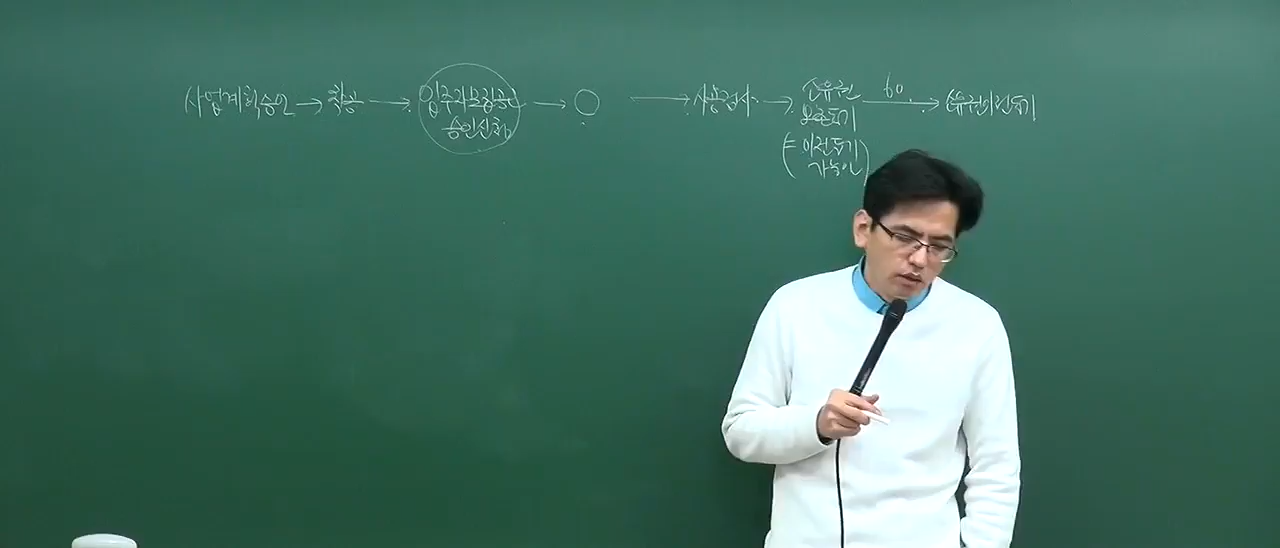 사업계획승인 → 착공 → 입주자모집공고 승인신청 → ○ → 사용검사 → 소유권 보존등기 60. → 소유권이전등기
(= 이전등기
가능일)